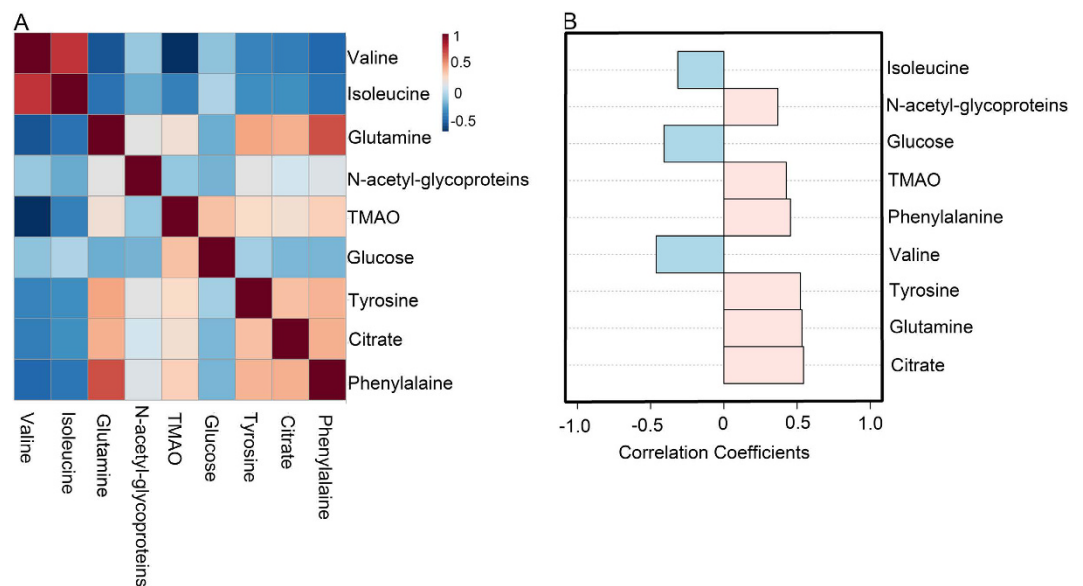 A
1
0.5
0
-0.5
Valine
Isoleucine
Glutamine
N-acetyl-glycoproteins
TMAO
Glucose
Tyrosine
Citrate
Phenylalaine
Valine
Isoleucine
Glutamine
N-acetyl-glycoproteins
TMAO
Glucose
Tyrosine
Citrate
Phenylalaine
B
Isoleucine
N-acetyl-glycoproteins
Glucose
TMAO
Phenylalanine
Valine
Tyrosine
Glutamine
Citrate
-1.0 -0.5 0 0.5 1.0
Correlation Coefficients